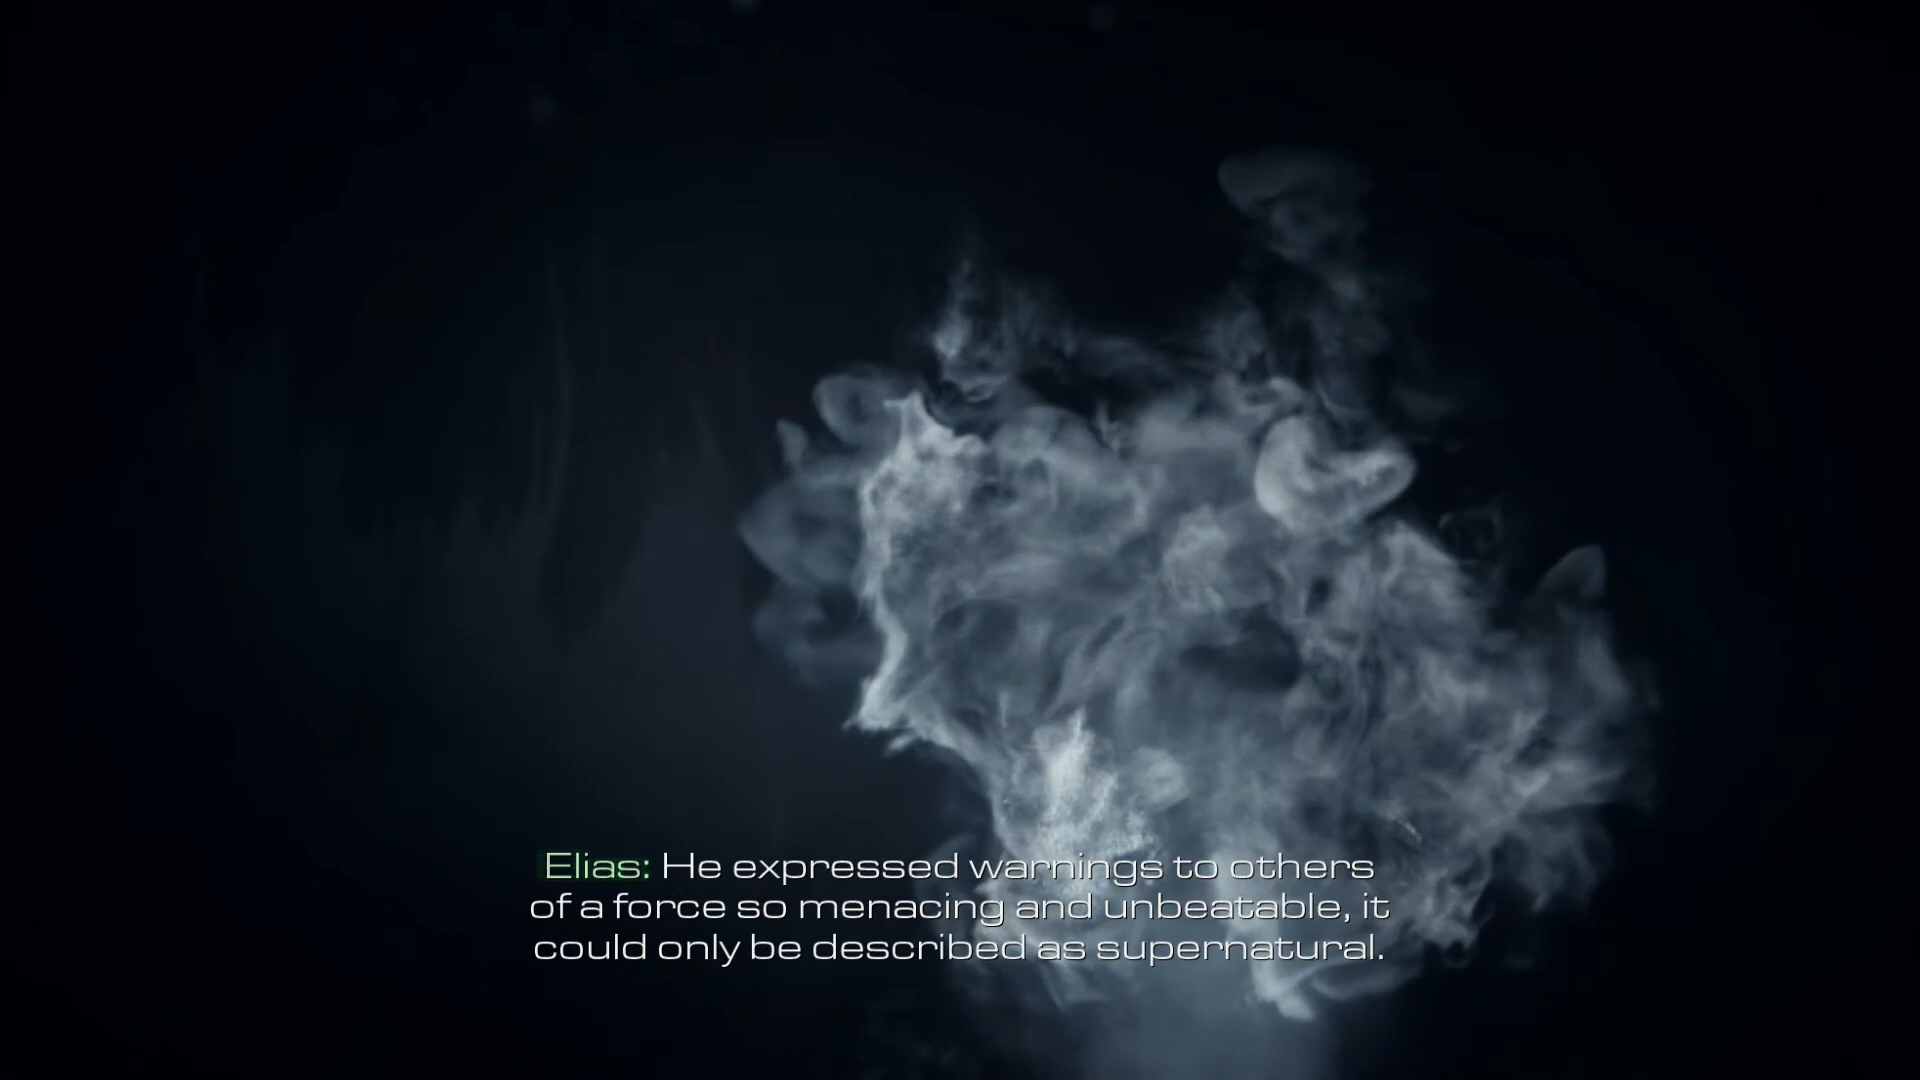 Elias: He expressed warnings to others
of a force so menacing and unbeatable, it
could only be described as supernatural.